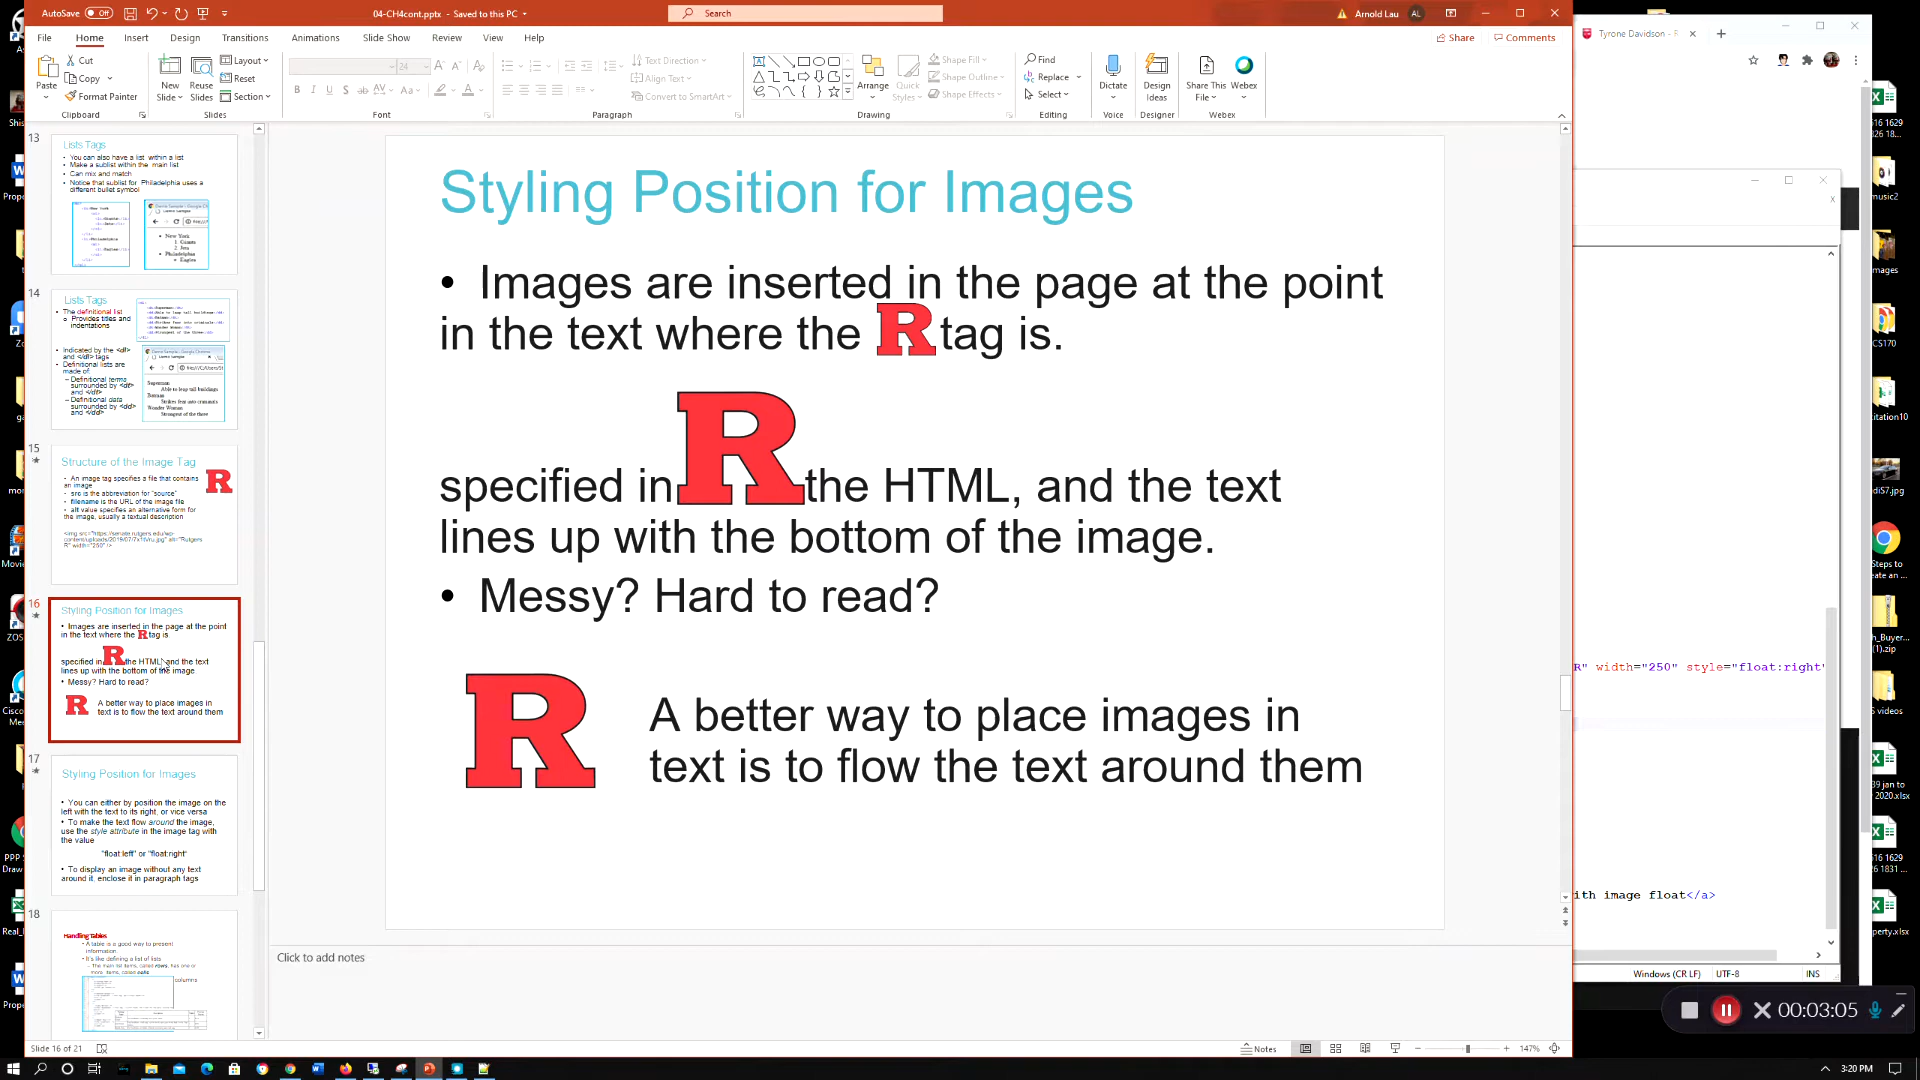 AutoSave Off
04-CH4cont.pptx - Saved to this PC
Search
Arnold Lau AL
File Home Insert Design Transitions Animations Slide Show Review View Help
Share Comments
Paste
Cut
Copy
Format Painter
Clipboard
New Slide
Reuse Slides
Layout
Reset
Section
Slides
24
Font
Text Direction
Align Text
Convert to SmartArt
Paragraph
Arrange
Quick Styles
Shape Fill
Shape Outline
Shape Effects
Drawing
Find
Replace
Select
Editing
Dictate
Voice
Design Ideas
Designer
Share This File
Webex
Webex
13
Lists Tags
• You can also have a list within a list
• Make a sublist within the main list
• Can mix and match
• Notice that sublist for Philadelphia uses a
different bullet symbol
14
Lists Tags
• The definitional list
o Provides titles and
indentations
• Indicated by the <dl>
and </dl> tags
• Definitional lists are
made of:
– Definitional terms
surrounded by <dt>
and </dt>
– Definitional data
surrounded by <dd>
and </dd>
15
Structure of the Image Tag
• An image tag specifies a file that contains
an image
• src is the abbreviation for "source"
• filename is the URL of the image file
• alt value specifies an alternative form for
the image, usually a textual description
16
Styling Position for Images
• Images are inserted in the page at the point
in the text where the R tag is
specified in R the HTML, and the text
lines up with the bottom of the image.
• Messy? Hard to read?
R A better way to place images in
text is to flow the text around them
17
Styling Position for Images
• You can either by position the image on the
left with the text to its right, or vice versa
• To make the text flow around the image,
use the style attribute in the image tag with
the value
"float:left" or "float:right"
• To display an image without any text
around it, enclose it in paragraph tags
18
Handling Tables
• A table is a good way to present
information.
• It's like defining a list of lists
– The main list items, called rows, has one or
more items, called cells
columns
Styling Position for Images
• Images are inserted in the page at the point
in the text where the R tag is.
specified in R the HTML, and the text
lines up with the bottom of the image.
• Messy? Hard to read?
R A better way to place images in
text is to flow the text around them
Click to add notes
Slide 16 of 21
Notes
147%
Tyrone Davidson - F
R" width="250" style="float:right"
ith image float</a>
Windows (CR LF) UTF-8 INS
music2
CS170
diS7.jpg
Steps to
(1).zip
2020.xlsx
00:03:05
3:20 PM